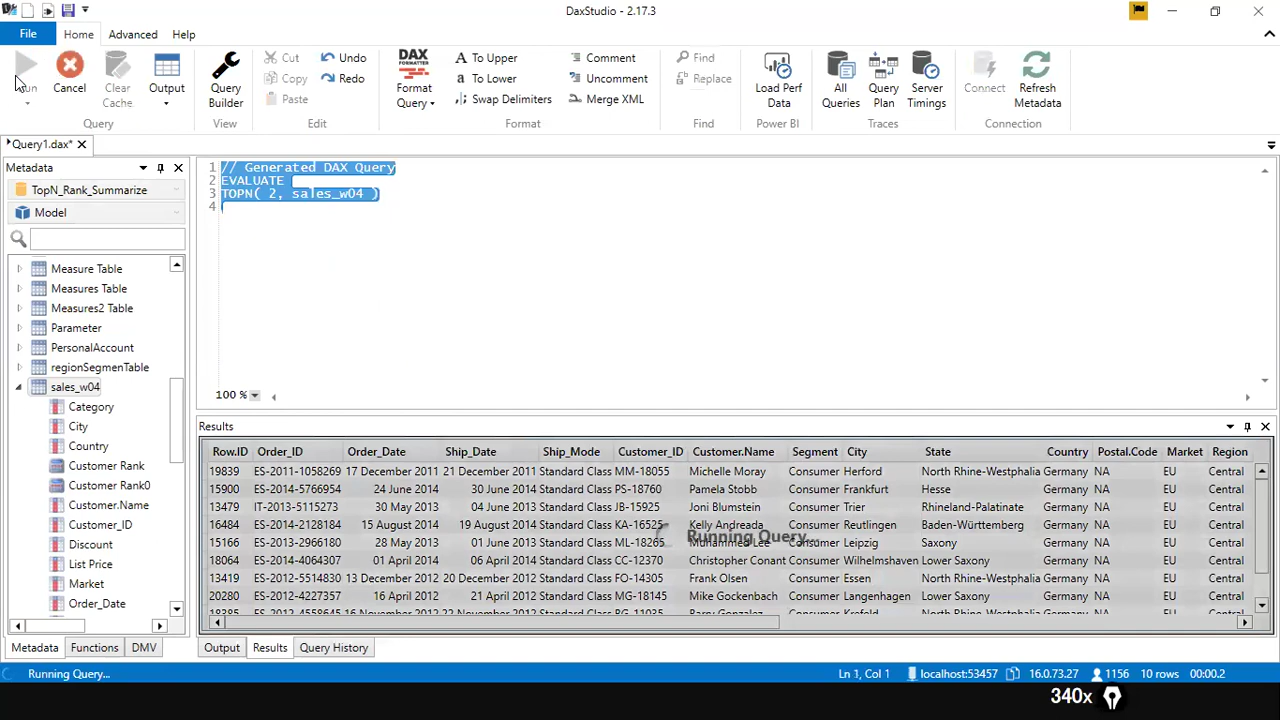 DaxStudio - 2.17.3
File Home Advanced Help
Run Cancel Clear Cache Output Query Builder
Cut Copy Paste Undo Redo
DAX FORMATTER Format Query
To Upper To Lower Swap Delimiters
Comment Uncomment Merge XML
Find Replace
Load Perf Data
All Queries Query Plan Server Timings
Connect Refresh Metadata
Query View Edit Format Find Power BI Traces Connection
*Query1.dax*
Metadata
TopN_Rank_Summarize
Model
1 // Generated DAX Query
2 EVALUATE
3 TOPN( 2, sales_w04 )
4
Measure Table
Measures Table
Measures2 Table
Parameter
PersonalAccount
regionSegmenTable
sales_w04
Category
City
Country
Customer Rank
Customer Rank0
Customer.Name
Customer_ID
Discount
List Price
Market
Order_Date
100 %
Results
Row.ID Order_ID Order_Date Ship_Date Ship_Mode Customer_ID Customer.Name Segment City State Country Postal.Code Market Region
19839 ES-2011-1058269 17 December 2011 21 December 2011 Standard Class MM-18055 Michelle Moray Consumer Herford North Rhine-Westphalia Germany NA EU Central
15900 ES-2014-5766954 24 June 2014 30 June 2014 Standard Class PS-18760 Pamela Stobb Consumer Frankfurt Hesse Germany NA EU Central
13479 IT-2013-5115273 30 May 2013 04 June 2013 Standard Class JB-15925 Joni Blumstein Consumer Trier Rhineland-Palatinate Germany NA EU Central
16484 ES-2014-2128184 15 August 2014 19 August 2014 Standard Class KA-16525 Kelly Andreada Consumer Reutlingen Baden-Württemberg Germany NA EU Central
Running Query...
15166 ES-2013-2966180 28 May 2013 01 June 2013 Standard Class ML-18265 Muhammed Lee Consumer Leipzig Saxony Germany NA EU Central
18064 ES-2014-4064307 01 April 2014 06 April 2014 Standard Class CC-12370 Christopher Conant Consumer Wilhelmshaven Lower Saxony Germany NA EU Central
13419 ES-2012-5514830 13 December 2012 20 December 2012 Standard Class FO-14305 Frank Olsen Consumer Essen North Rhine-Westphalia Germany NA EU Central
20280 ES-2012-4227357 16 April 2012 21 April 2012 Standard Class MG-18145 Mike Gockenbach Consumer Langenhagen Lower Saxony Germany NA EU Central
Metadata Functions DMV
Output Results Query History
Running Query... Ln 1, Col 1 localhost:53457 16.0.73.27 1156 10 rows 00:00.2
340x